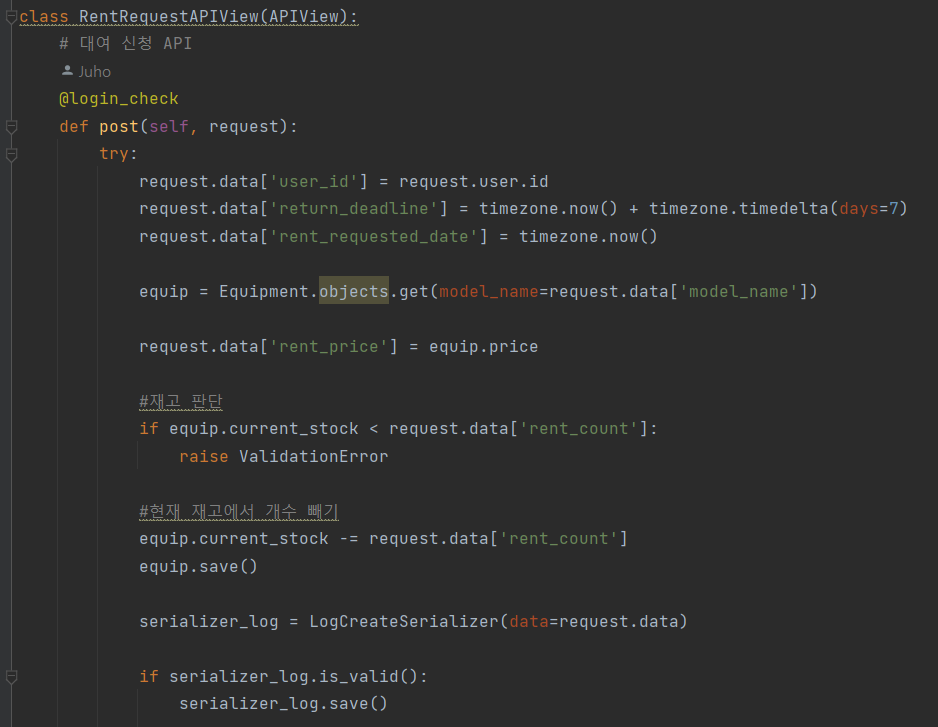 class RentRequestAPIView(APIView):
# 대여 신청 API
Juho
@login_check
def post(self, request):
try:
request.data['user_id'] = request.user.id
request.data['return_deadline'] = timezone.now() + timezone.timedelta(days=7)
request.data['rent_requested_date'] = timezone.now()
equip = Equipment.objects.get(model_name=request.data['model_name'])
request.data['rent_price'] = equip.price
#재고 판단
if equip.current_stock < request.data['rent_count']:
raise ValidationError
#현재 재고에서 개수 빼기
equip.current_stock -= request.data['rent_count']
equip.save()
serializer_log = LogCreateSerializer(data=request.data)
if serializer_log.is_valid():
serializer_log.save()